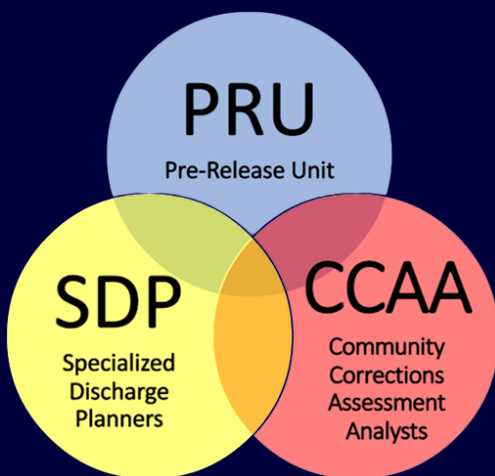 PRU
Pre-Release Unit
SDP
Specialized
Discharge
Planners
CCAA
Community
Corrections
Assessment
Analysts